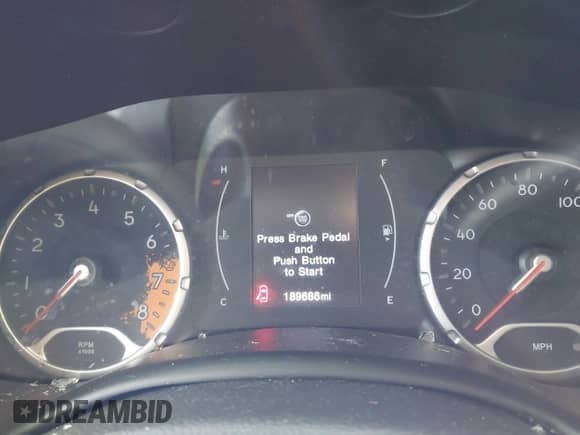 H
F
Press Brake Pedal
and
Push Button
to Start
C
E
189686mi
0
1
2
3
4
5
6
7
8
RPM
x1000
0
20
40
60
80
100
MPH
DREAMBID